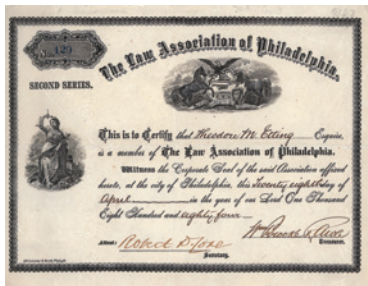 No. 429
SECOND SERIES.
The Law Association of Philadelphia.
This is to Certify that Theodore M. Etting Esquire,
is a member of The Law Association of Philadelphia.
Witness the Corporate Seal of the said Association affixed
hereto, at the city of Philadelphia, this Twenty eighth day of
April in the year of our Lord One Thousand
Eight Hundred and eighty four
Attest: Robert D. Coxe
Secretary.
Treasurer.